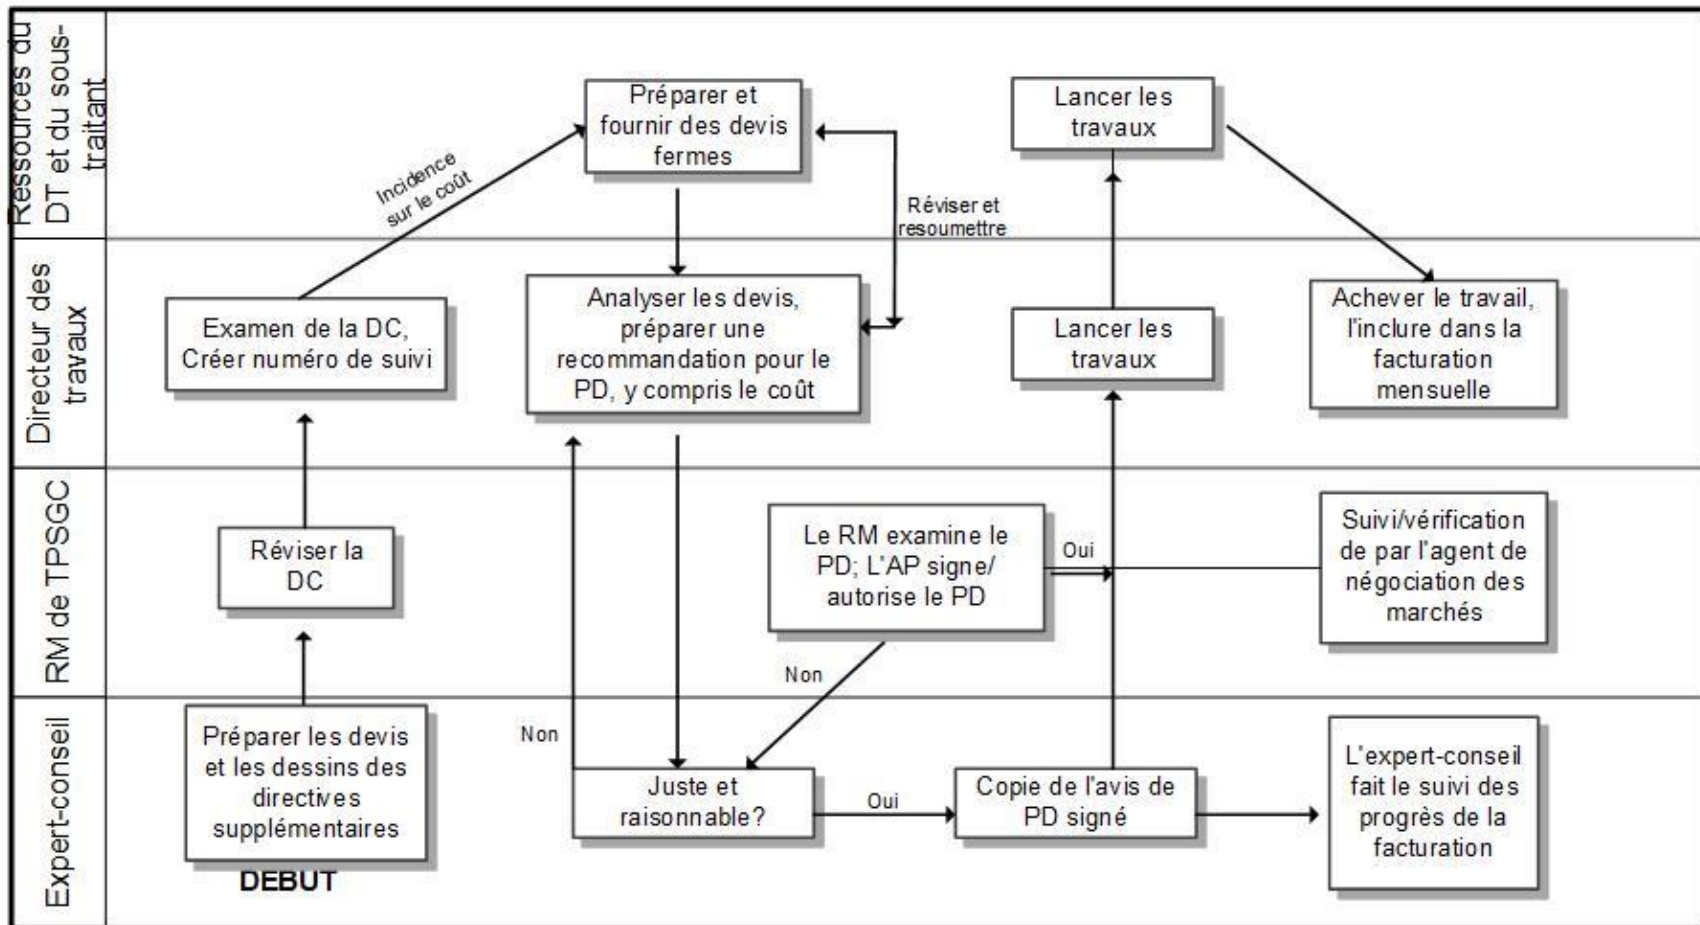 Ressources du
DT et du sous-
traitant
Préparer et
fournir des devis
fermes
Lancer les
travaux
Incidence
sur le coût
Réviser et
resoumettre
Directeur des
travaux
Examen de la DC,
Créer numéro de suivi
Analyser les devis,
préparer une
recommandation pour le
PD, y compris le coût
Lancer les
travaux
Achever le travail,
l'inclure dans la
facturation
mensuelle
RM de TPSGC
Réviser la
DC
Le RM examine le
PD; L'AP signe/
autorise le PD
Oui
Suivi/vérification
de par l'agent de
négociation des
marchés
Non
Expert-conseil
Préparer les devis
et les dessins des
directives
supplémentaires
DEBUT
Non
Juste et
raisonnable?
Oui
Copie de l'avis de
PD signé
L'expert-conseil
fait le suivi des
progrès de la
facturation